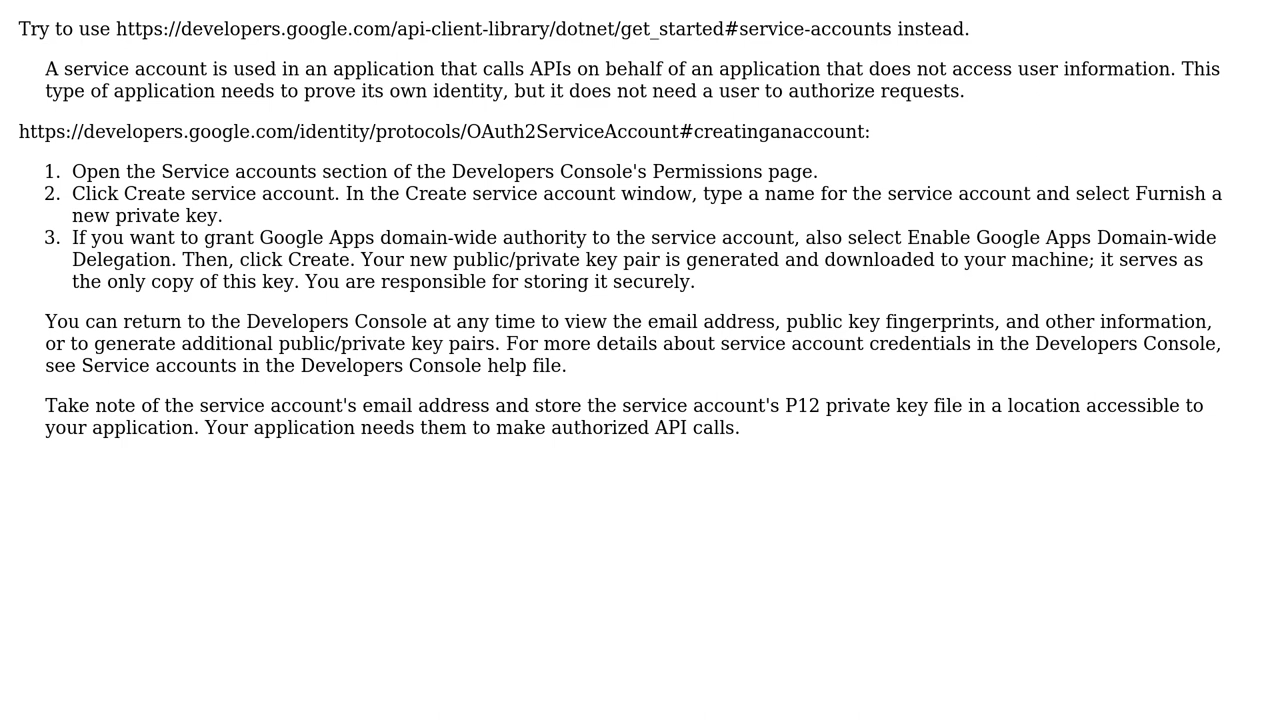 Try to use https://developers.google.com/api-client-library/dotnet/get_started#service-accounts instead.
A service account is used in an application that calls APIs on behalf of an application that does not access user information. This
type of application needs to prove its own identity, but it does not need a user to authorize requests.
https://developers.google.com/identity/protocols/OAuth2ServiceAccount#creatinganaccount:
1. Open the Service accounts section of the Developers Console's Permissions page.
2. Click Create service account. In the Create service account window, type a name for the service account and select Furnish a
new private key.
3. If you want to grant Google Apps domain-wide authority to the service account, also select Enable Google Apps Domain-wide
Delegation. Then, click Create. Your new public/private key pair is generated and downloaded to your machine; it serves as
the only copy of this key. You are responsible for storing it securely.
You can return to the Developers Console at any time to view the email address, public key fingerprints, and other information,
or to generate additional public/private key pairs. For more details about service account credentials in the Developers Console,
see Service accounts in the Developers Console help file.
Take note of the service account's email address and store the service account's P12 private key file in a location accessible to
your application. Your application needs them to make authorized API calls.